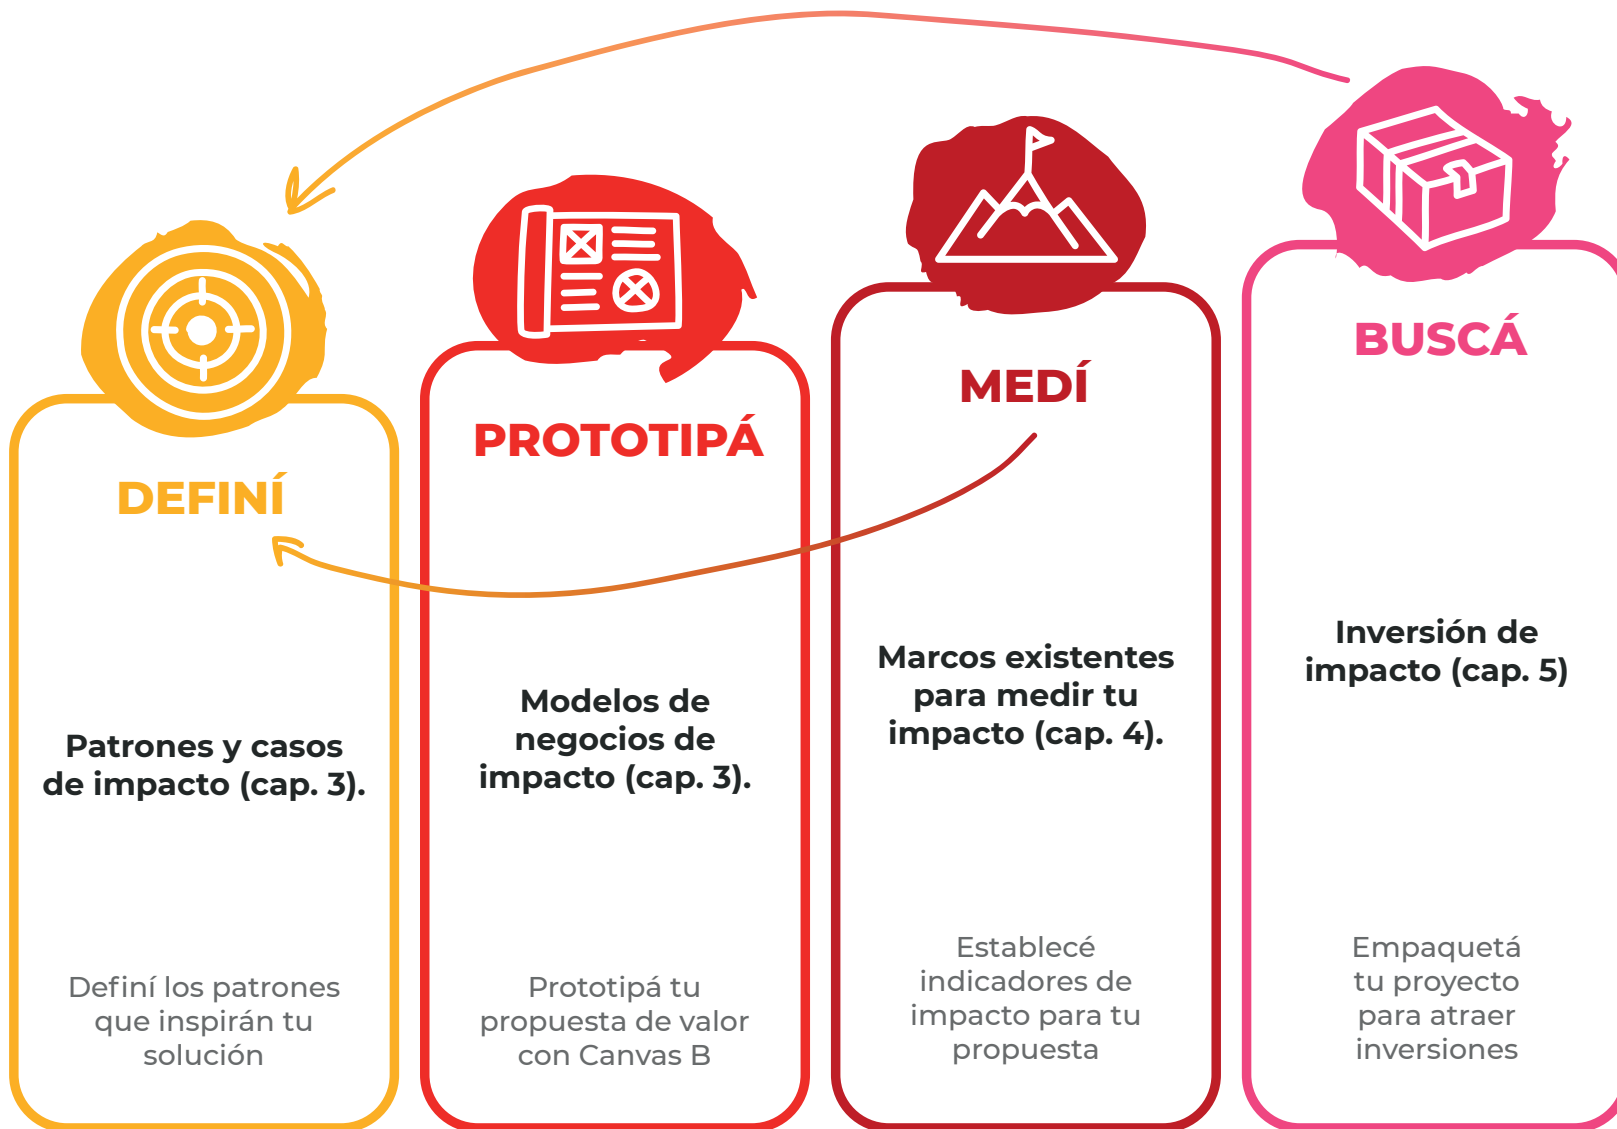 DEFINÍ
Patrones y casos
de impacto (cap. 3).
Definí los patrones
que inspirán tu
solución
PROTOTIPÁ
Modelos de
negocios de
impacto (cap. 3).
Prototipá tu
propuesta de valor
con Canvas B
MEDÍ
Marcos existentes
para medir tu
impacto (cap. 4).
Establecé
indicadores de
impacto para tu
propuesta
BUSCÁ
Inversión de
impacto (cap. 5)
Empaquetá
tu proyecto
para atraer
inversiones